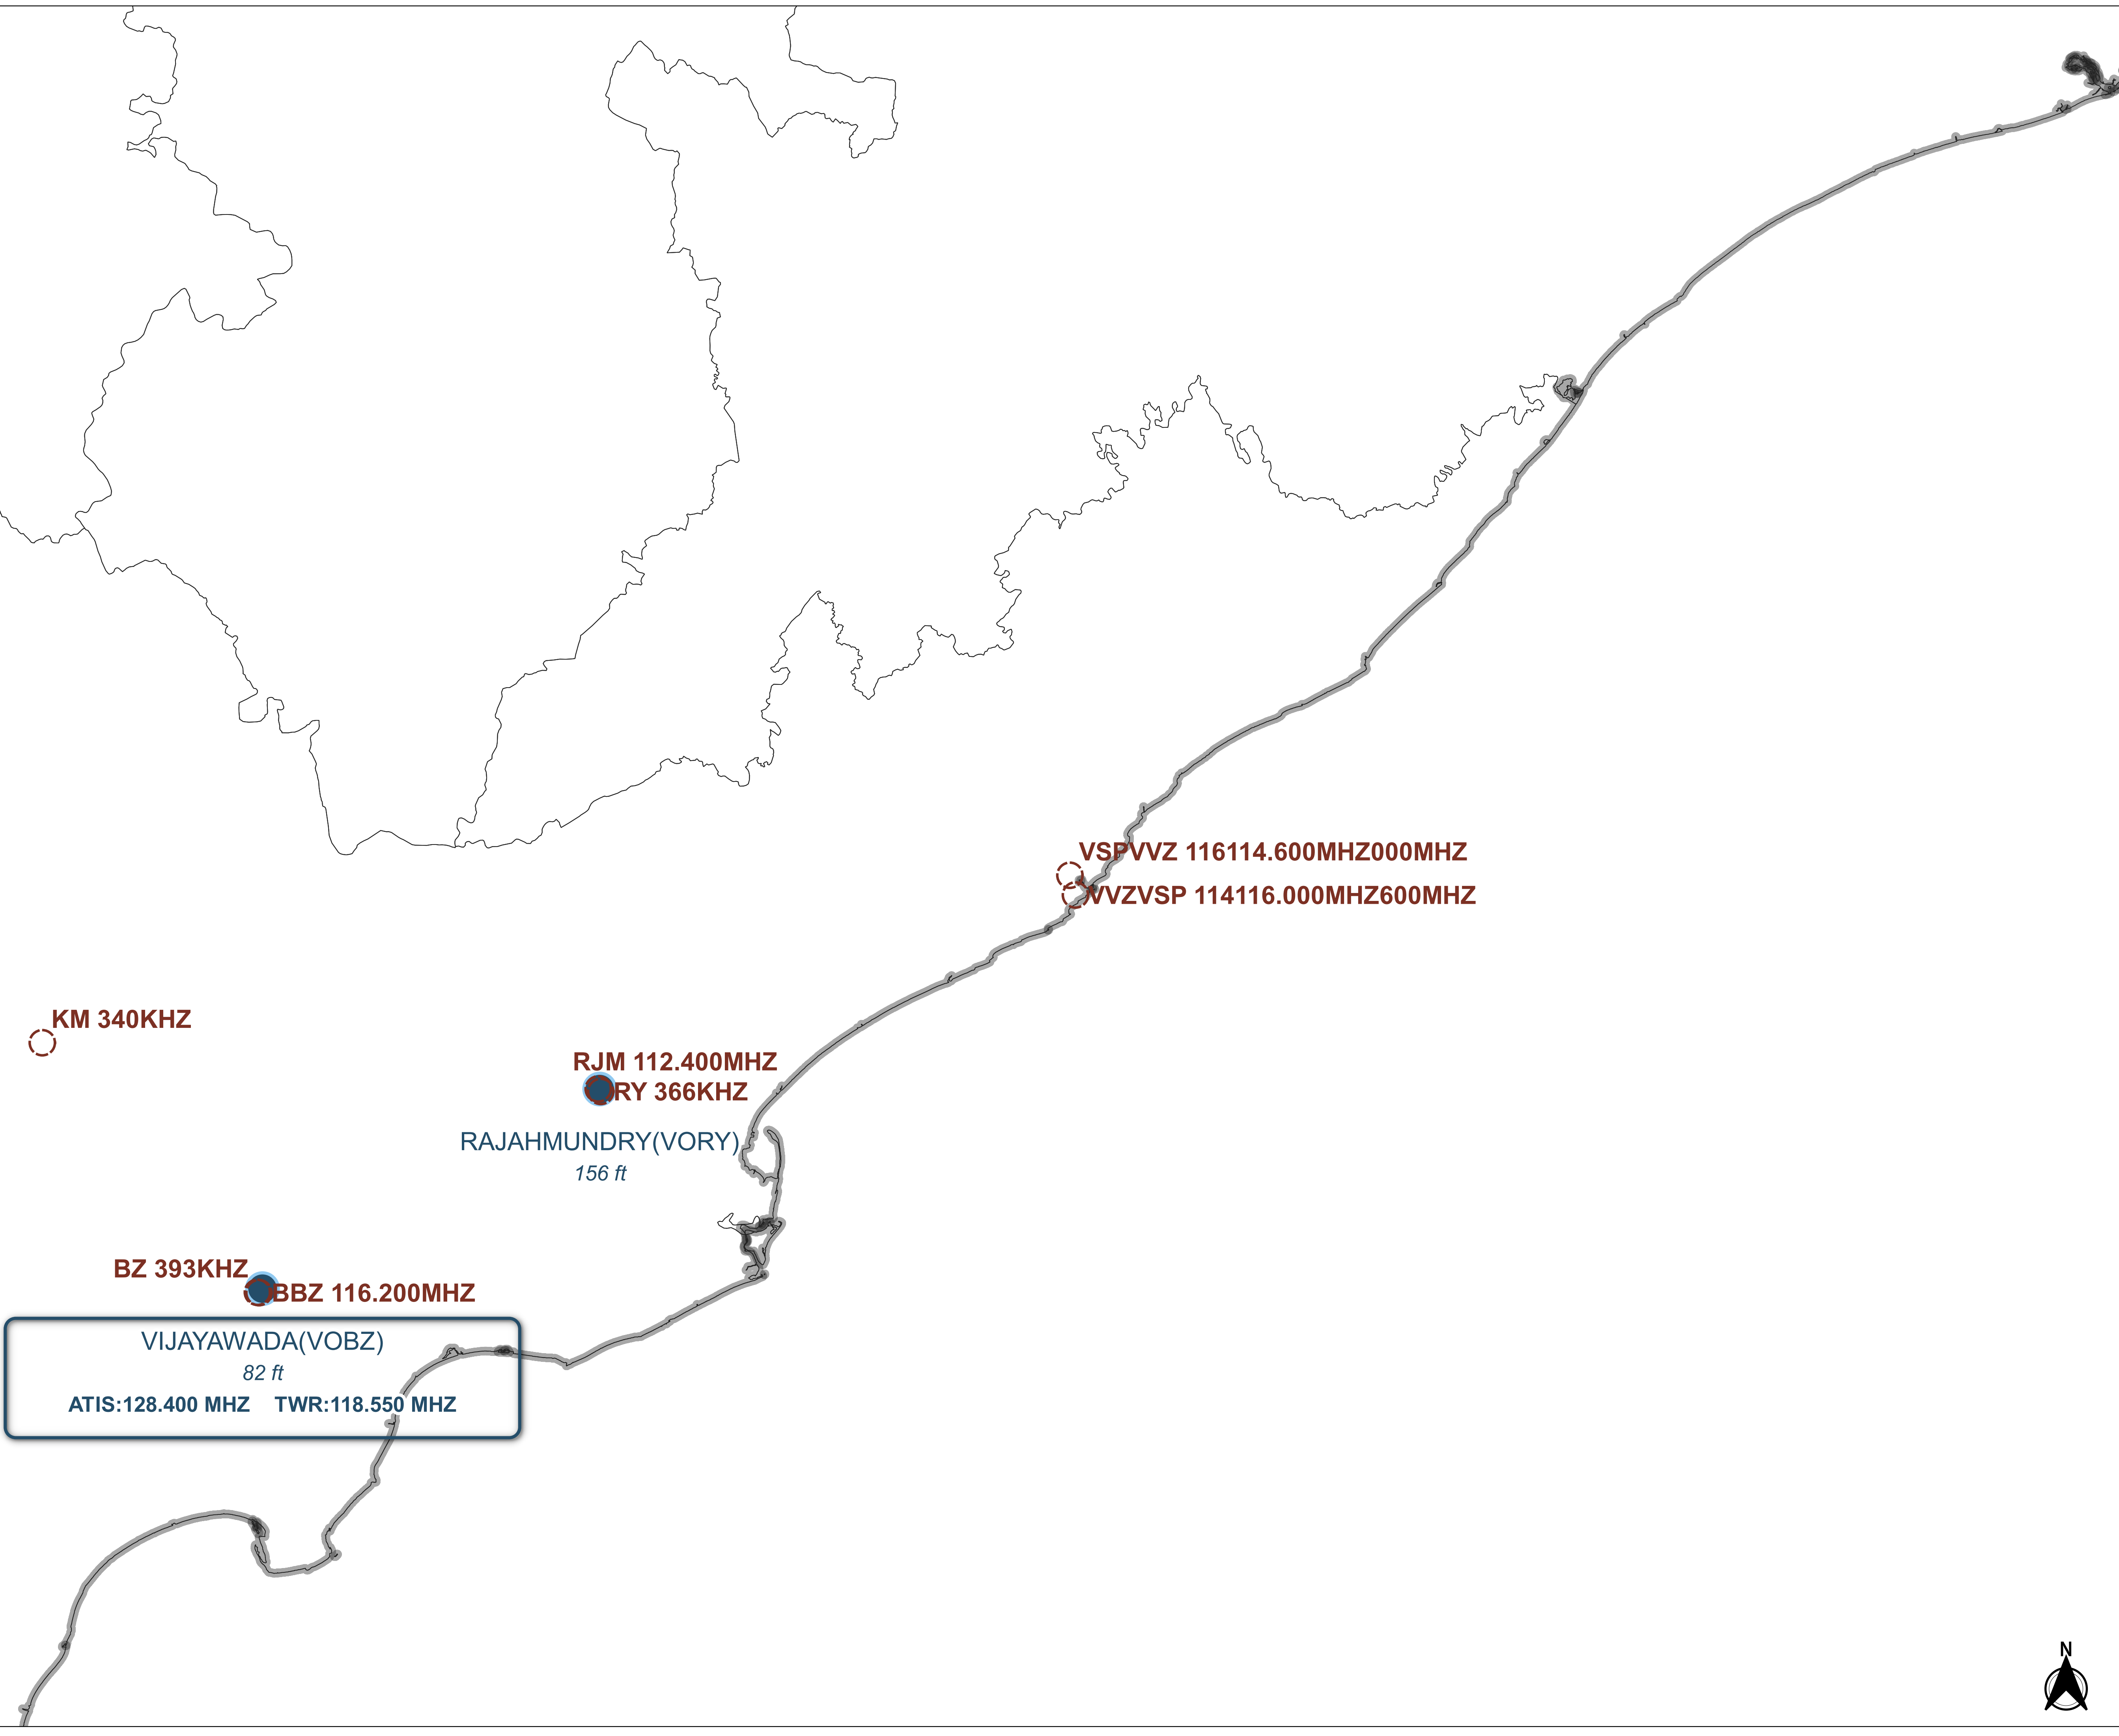 VSPVVZ 116114.600MHZ000MHZ
VVZVSP 114116.000MHZ600MHZ
KM 340KHZ
RJM 112.400MHZ
RY 366KHZ
RAJAHMUNDRY(VORY)
156 ft
BZ 393KHZ
BBZ 116.200MHZ
VIJAYAWADA(VOBZ)
82 ft
ATIS:128.400 MHZ TWR:118.550 MHZ
N